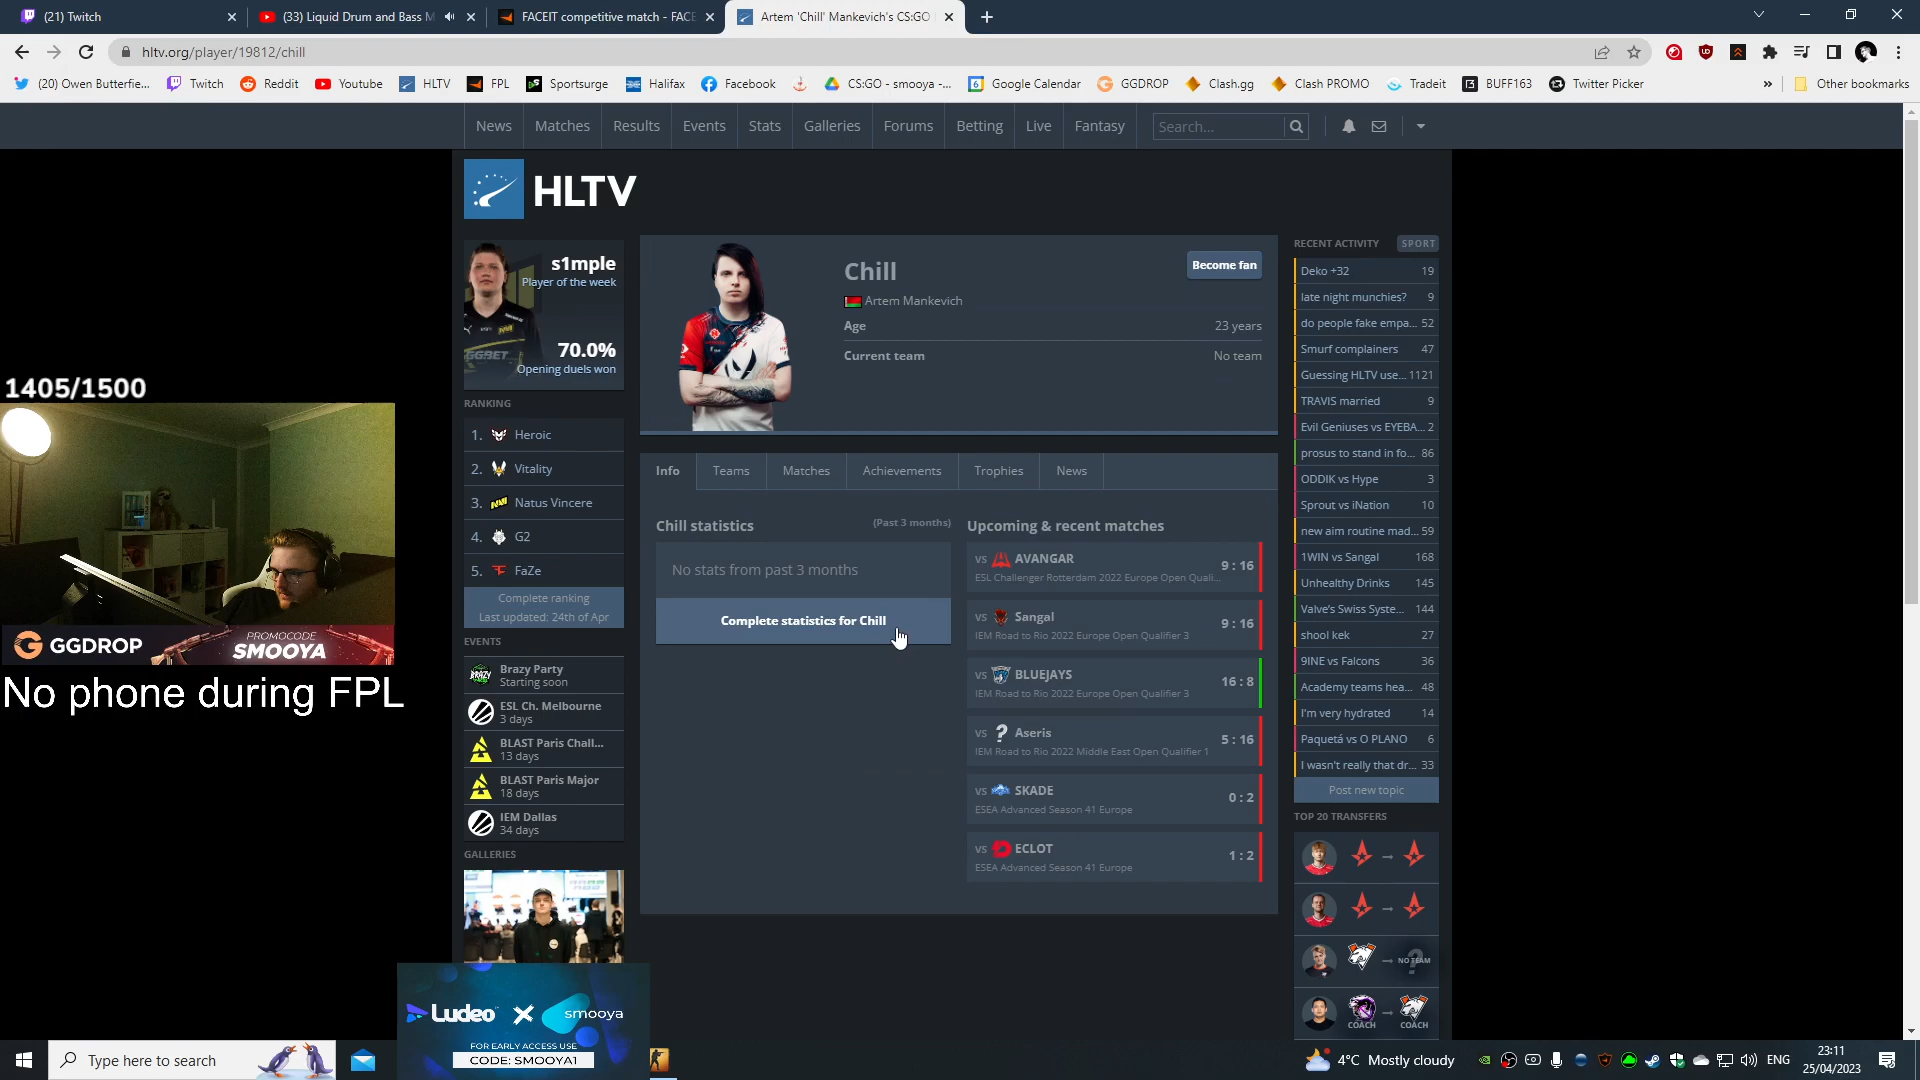 (21) Twitch
(33) Liquid Drum and Bass M
FACEIT competitive match - FACE
Artem 'Chill' Mankevich's CS:GO
hltv.org/player/19812/chill
(20) Owen Butterfie...
Twitch
Reddit
Youtube
HLTV
FPL
Sportsurge
Halifax
Facebook
CS:GO - smooya -...
Google Calendar
GGDROP
Clash.gg
Clash PROMO
Tradeit
BUFF163
Twitter Picker
»
Other bookmarks
News
Matches
Results
Events
Stats
Galleries
Forums
Betting
Live
Fantasy
Search...
HLTV
s1mple
Player of the week
70.0%
Opening duels won
RANKING
1. Heroic
2. Vitality
3. Natus Vincere
4. G2
5. FaZe
Complete ranking
Last updated: 24th of Apr
EVENTS
Brazy Party
Starting soon
ESL Ch. Melbourne
3 days
BLAST Paris Chall...
13 days
BLAST Paris Major
18 days
IEM Dallas
34 days
GALLERIES
Chill
Artem Mankevich
Become fan
Age
23 years
Current team
No team
Info
Teams
Matches
Achievements
Trophies
News
Chill statistics
(Past 3 months)
No stats from past 3 months
Complete statistics for Chill
Upcoming & recent matches
vs AVANGAR 9 : 16
ESL Challenger Rotterdam 2022 Europe Open Quali...
vs Sangal 9 : 16
IEM Road to Rio 2022 Europe Open Qualifier 3
vs BLUEJAYS 16 : 8
IEM Road to Rio 2022 Europe Open Qualifier 3
vs ? Aseris 5 : 16
IEM Road to Rio 2022 Middle East Open Qualifier 1
vs SKADE 0 : 2
ESEA Advanced Season 41 Europe
vs ECLOT 1 : 2
ESEA Advanced Season 41 Europe
RECENT ACTIVITY
SPORT
Deko +32 19
late night munchies? 9
do people fake empa... 52
Smurf complainers 47
Guessing HLTV use... 1121
TRAVIS married 9
Evil Geniuses vs EYEBA... 2
prosus to stand in fo... 86
ODDIK vs Hype 3
Sprout vs iNation 10
new aim routine mad... 59
1WIN vs Sangal 168
Unhealthy Drinks 145
Valve's Swiss Syste... 144
shool kek 27
9INE vs Falcons 36
Academy teams hea... 48
I'm very hydrated 14
Paquetá vs O PLANO 6
I wasn't really that dr... 33
Post new topic
TOP 20 TRANSFERS
NO TEAM
COACH
COACH
1405/1500
GGDROP
PROMOCODE
SMOOYA
No phone during FPL
Ludeo X smooya
FOR EARLY ACCESS USE
CODE: SMOOYA1
Type here to search
4°C Mostly cloudy
ENG
23:11
25/04/2023